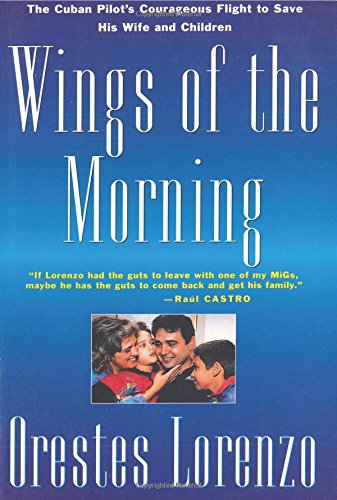 The Cuban Pilot's Courageous Flight to Save
His Wife and Children
Wings of the
Morning
"If Lorenzo had the guts to leave with one of my MiGs,
maybe he has the guts to come back and get his family."
—RAÚL CASTRO
Orestes Lorenzo